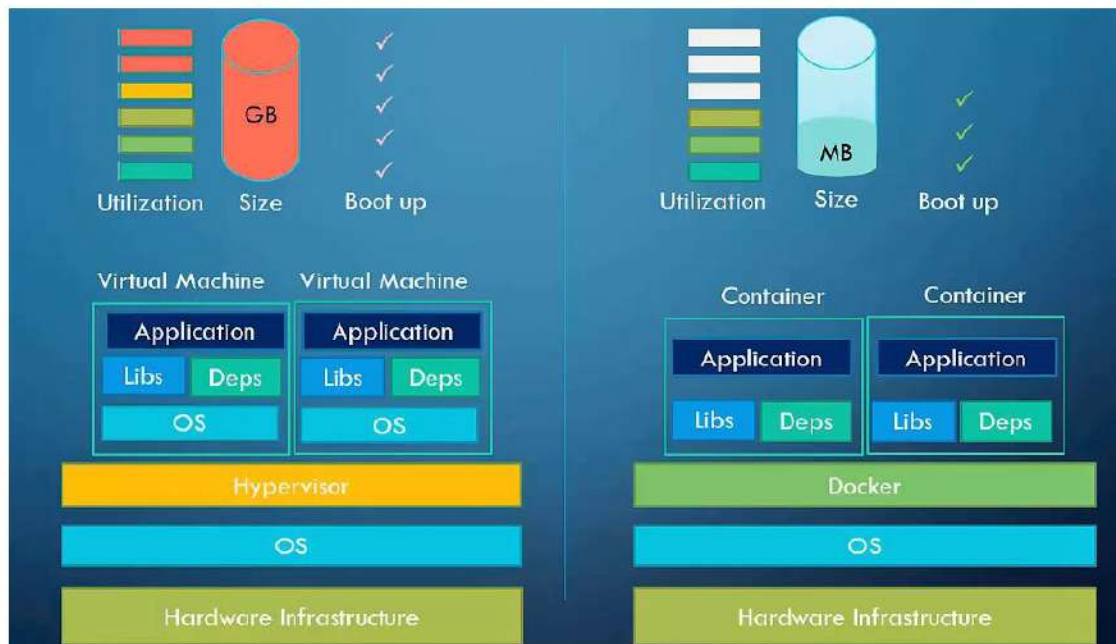 GB
Utilization Size Boot up
Virtual Machine Virtual Machine
Application Application
Libs Deps Libs Deps
OS OS
Hypervisor
OS
Hardware Infrastructure
MB
Utilization Size Boot up
Container Container
Application Application
Libs Deps Libs Deps
Docker
OS
Hardware Infrastructure